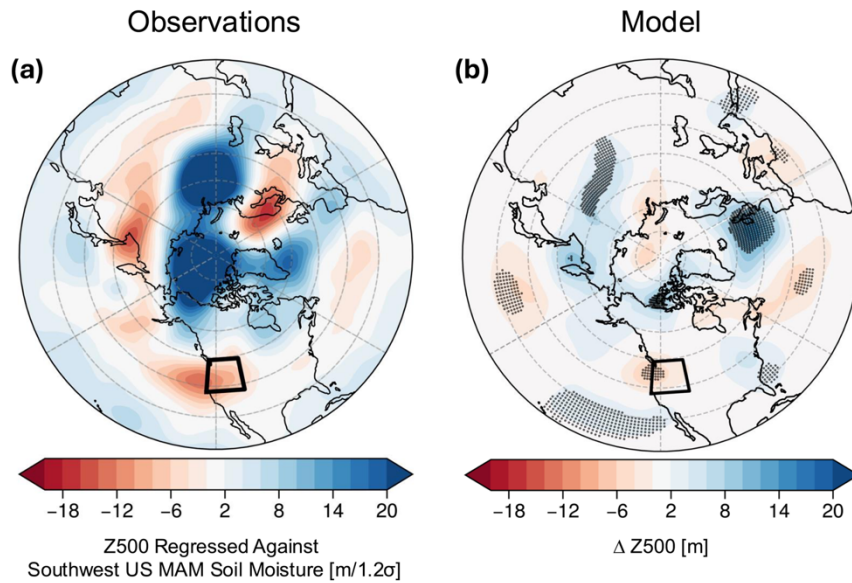 Observations
Model
(a)
(b)
−18 −12 −6 2 8 14 20
−18 −12 −6 2 8 14 20
Z500 Regressed Against
Southwest US MAM Soil Moisture [m/1.2σ]
Δ Z500 [m]